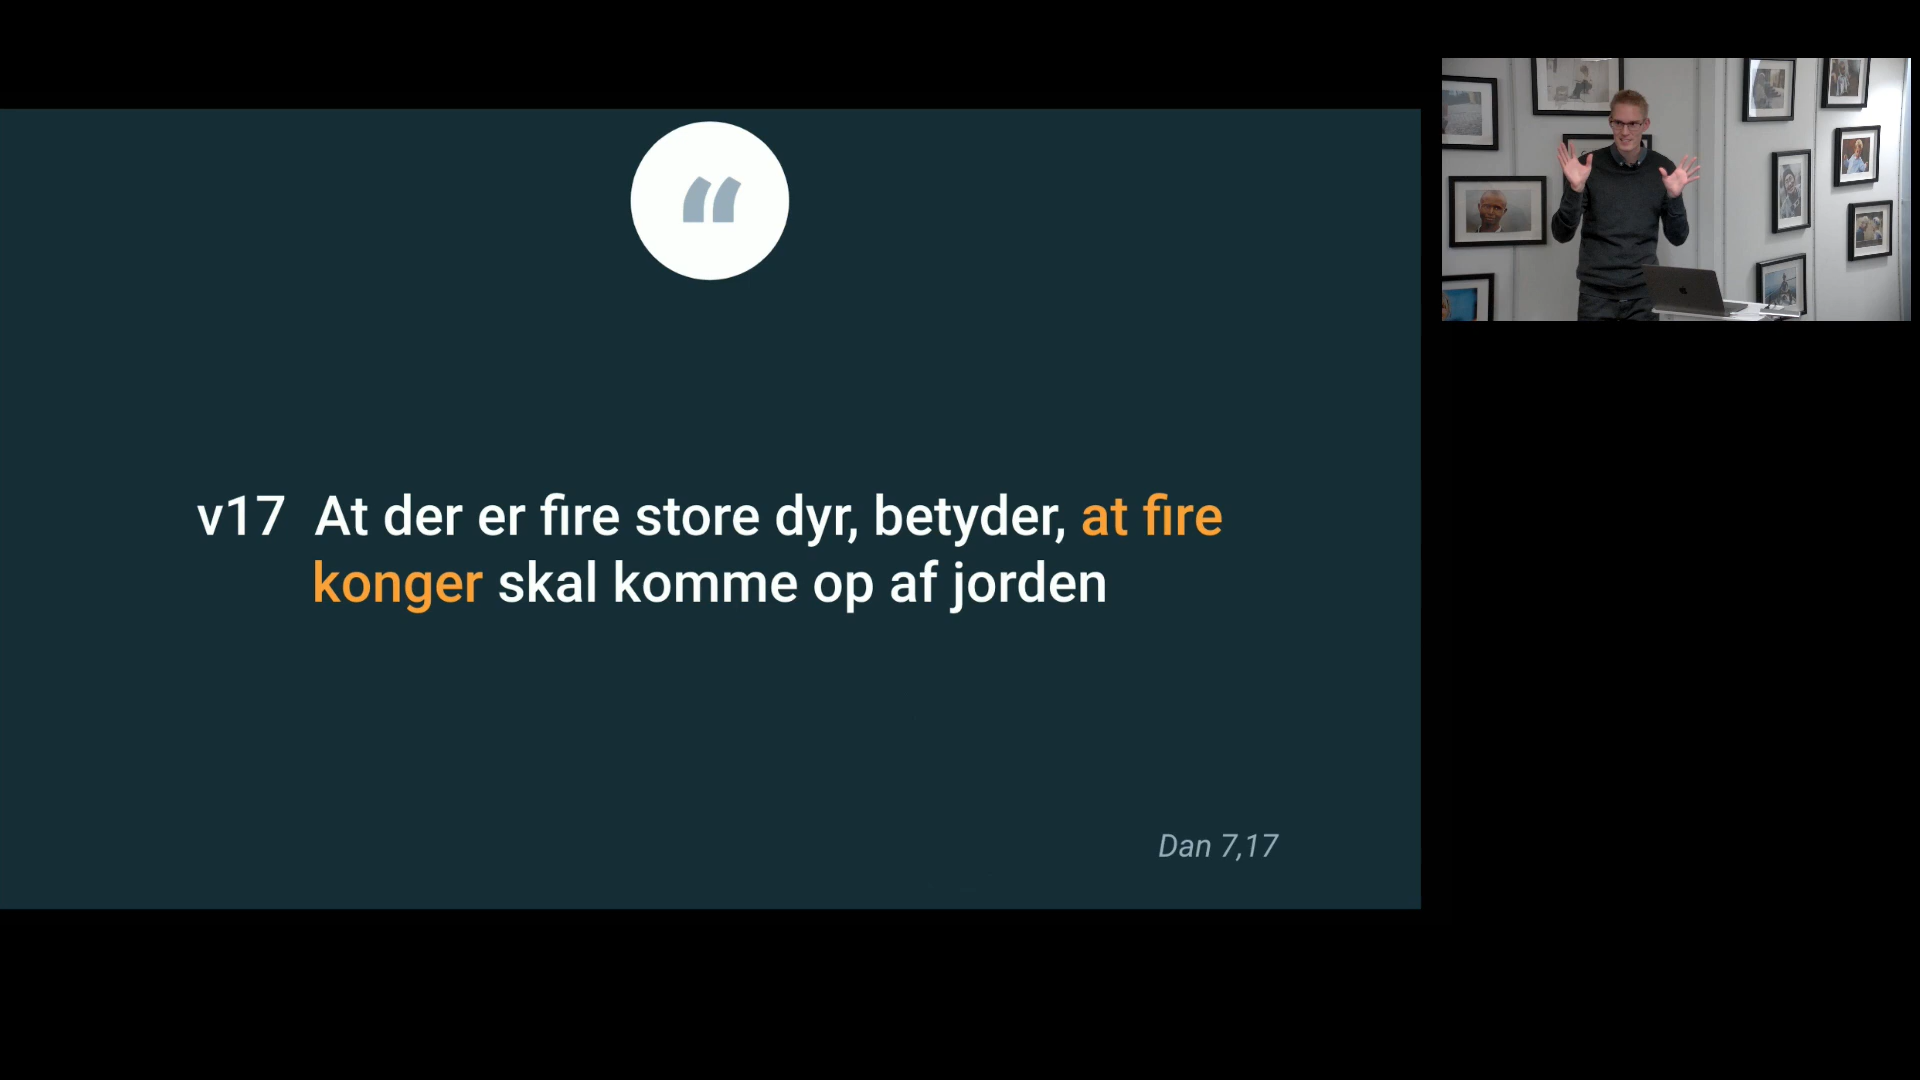 “
v17 At der er fire store dyr, betyder, at fire
konger skal komme op af jorden
Dan 7,17